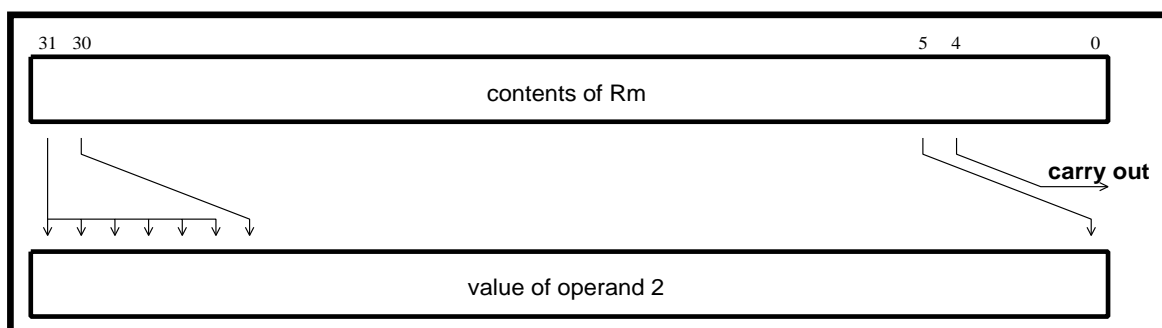 31 30 5 4 0
contents of Rm
carry out
value of operand 2